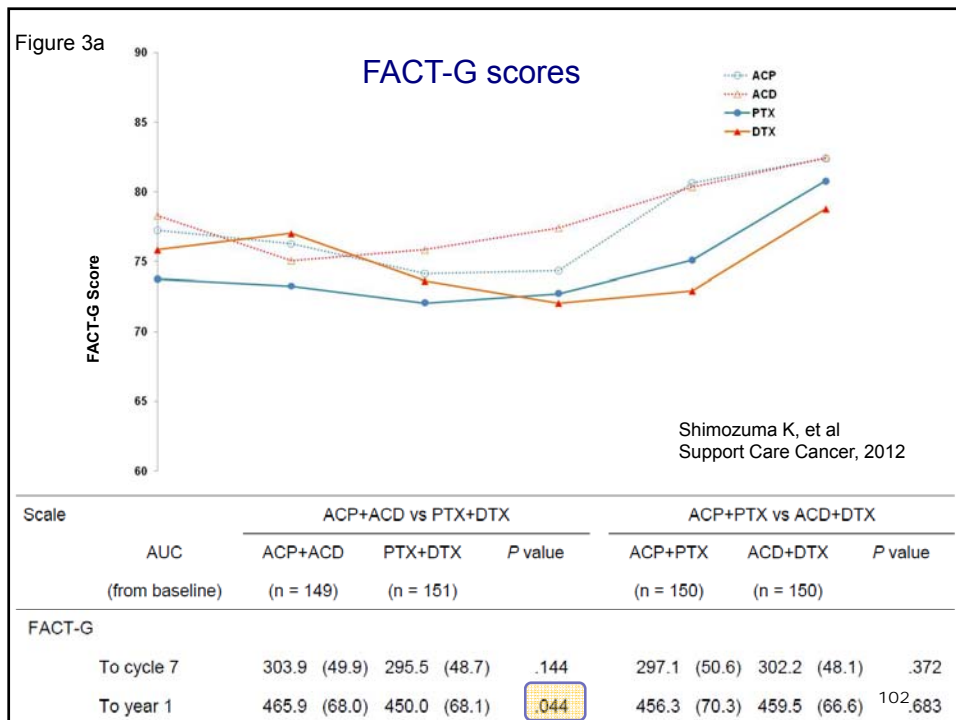 Figure 3a
FACT-G scores
90
85
80
75
70
65
60
FACT-G Score
ACP
ACD
PTX
DTX
Shimozuma K, et al
Support Care Cancer, 2012
Scale ACP+ACD vs PTX+DTX ACP+PTX vs ACD+DTX
AUC ACP+ACD PTX+DTX P value ACP+PTX ACD+DTX P value
(from baseline) (n = 149) (n = 151) (n = 150) (n = 150)
FACT-G
To cycle 7 303.9 (49.9) 295.5 (48.7) .144 297.1 (50.6) 302.2 (48.1) .372
To year 1 465.9 (68.0) 450.0 (68.1) .044 456.3 (70.3) 459.5 (66.6) .683
102